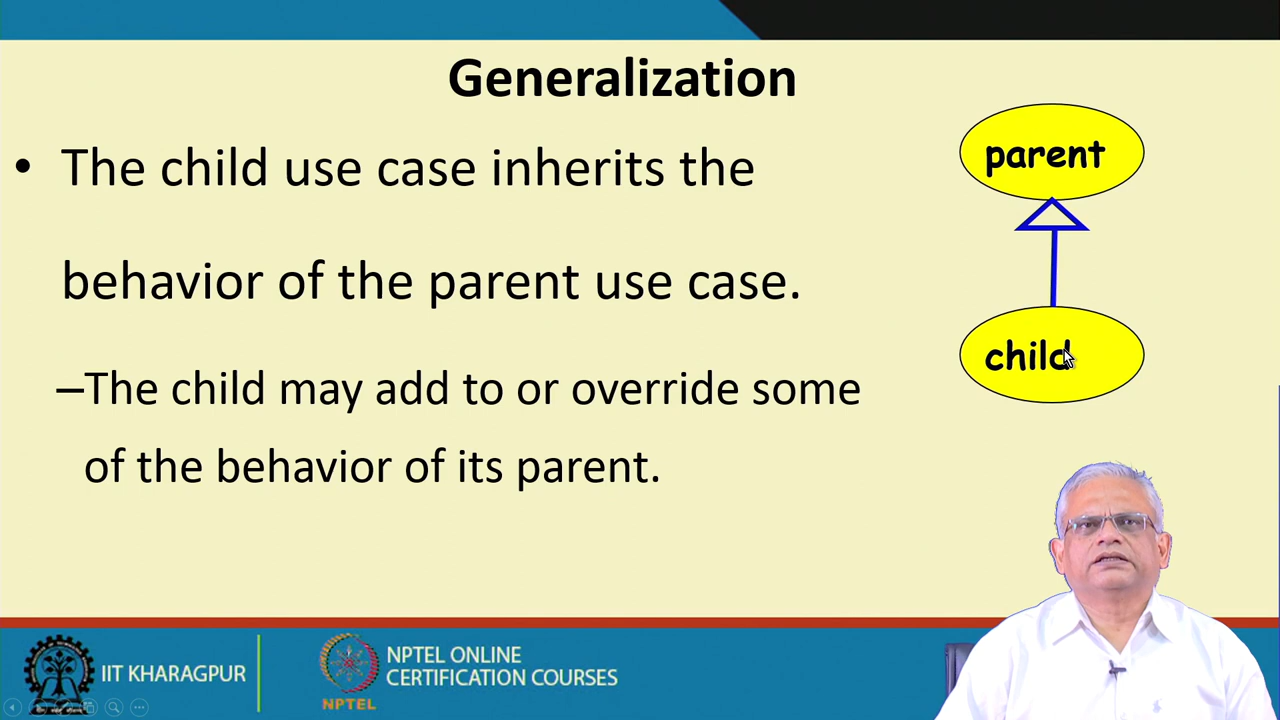 Generalization
• The child use case inherits the
behavior of the parent use case.
–The child may add to or override some
of the behavior of its parent.
parent
child
IIT KHARAGPUR
NPTEL ONLINE
CERTIFICATION COURSES
NPTEL